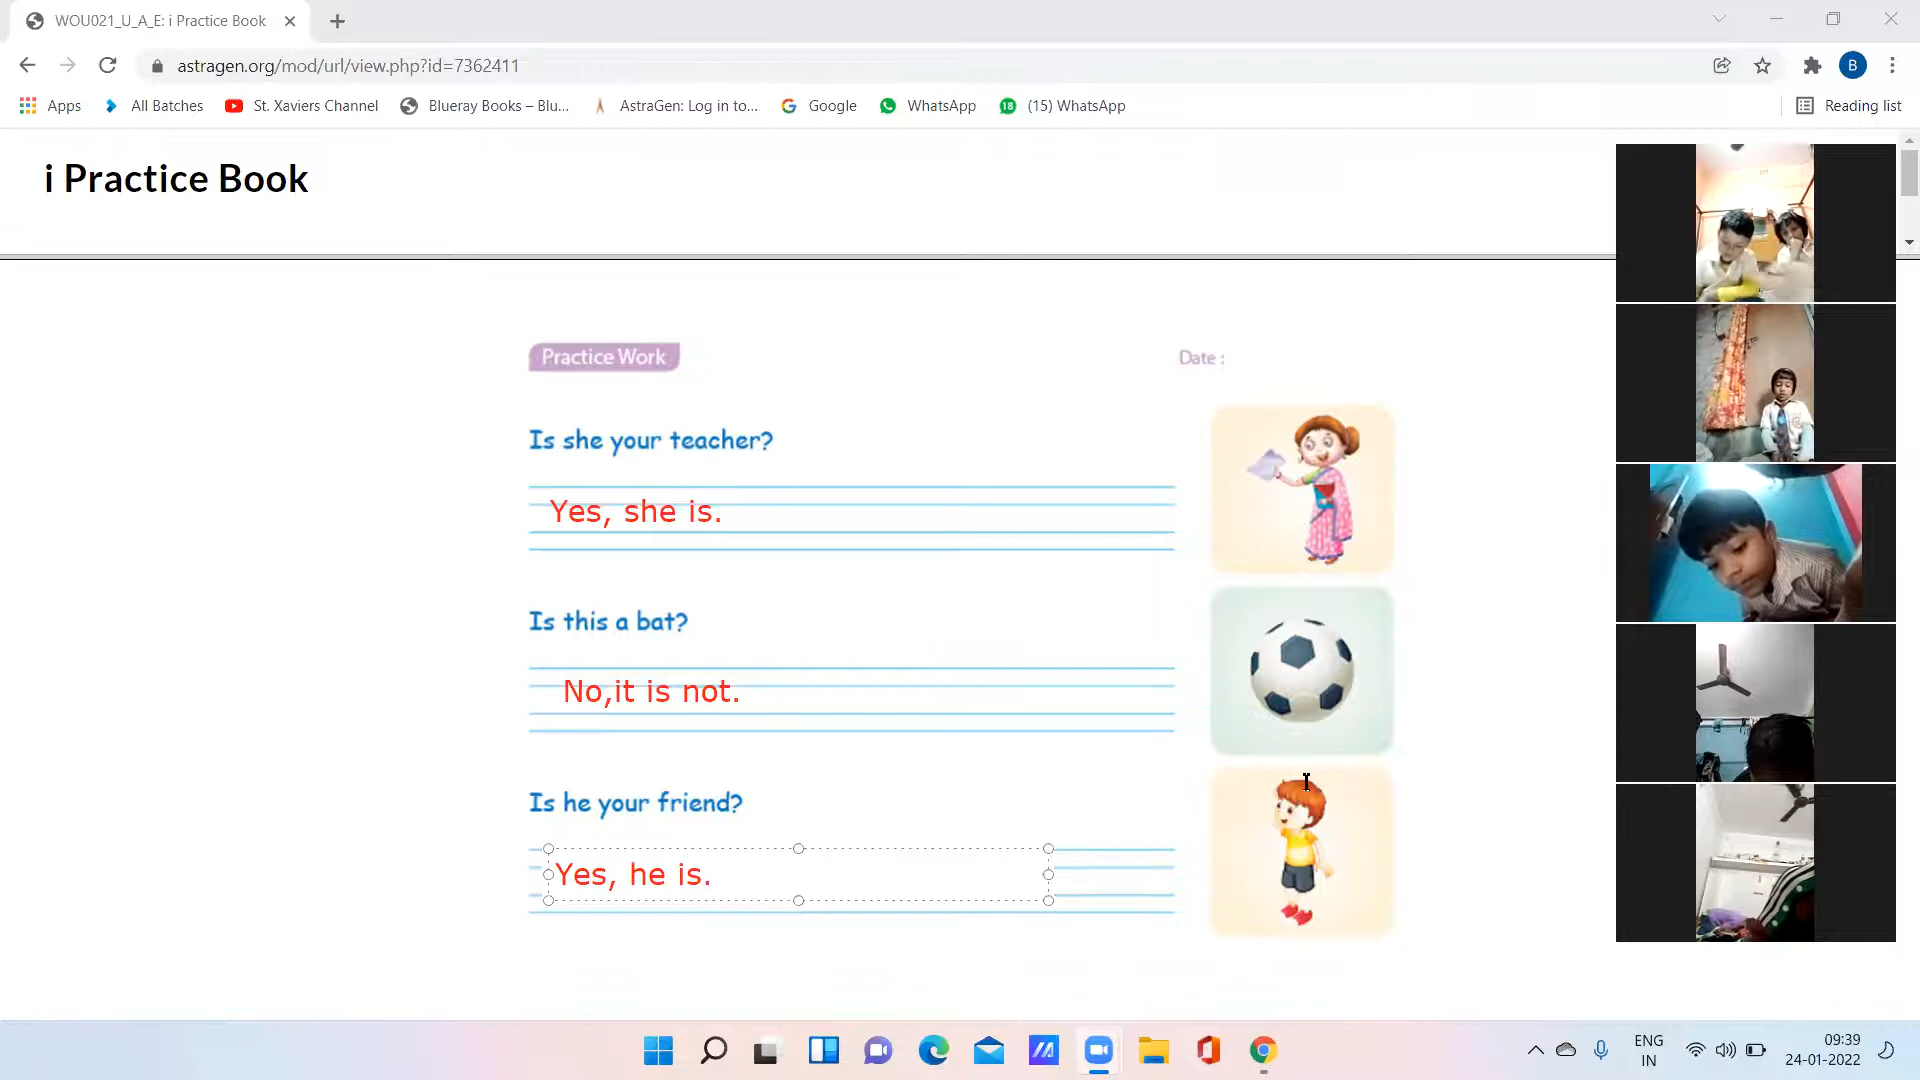 WOU021_U_A_E: i Practice Book
astragen.org/mod/url/view.php?id=7362411
B
Apps
All Batches
St. Xaviers Channel
Blueray Books – Blu...
AstraGen: Log in to...
Google
WhatsApp
18
(15) WhatsApp
Reading list
i Practice Book
Practice Work
Date :
Is she your teacher?
Yes, she is.
Is this a bat?
No,it is not.
Is he your friend?
Yes, he is.
ENG
IN
09:39
24-01-2022